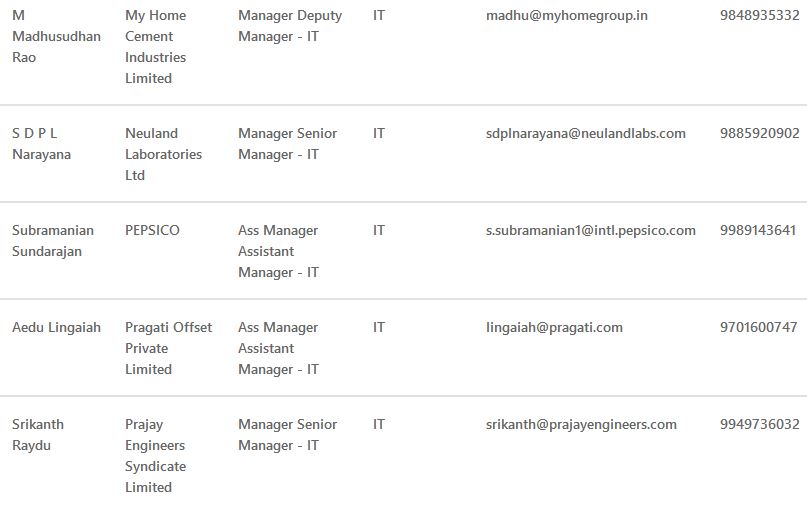 M Madhusudhan Rao My Home Cement Industries Limited Manager Deputy Manager - IT IT madhu@myhomegroup.in 9848935332
S D P L Narayana Neuland Laboratories Ltd Manager Senior Manager - IT IT sdplnarayana@neulandlabs.com 9885920902
Subramanian Sundarajan PEPSICO Ass Manager Assistant Manager - IT IT s.subramanian1@intl.pepsico.com 9989143641
Aedu Lingaiah Pragati Offset Private Limited Ass Manager Assistant Manager - IT IT lingaiah@pragati.com 9701600747
Srikanth Raydu Prajay Engineers Syndicate Limited Manager Senior Manager - IT IT srikanth@prajayengineers.com 9949736032